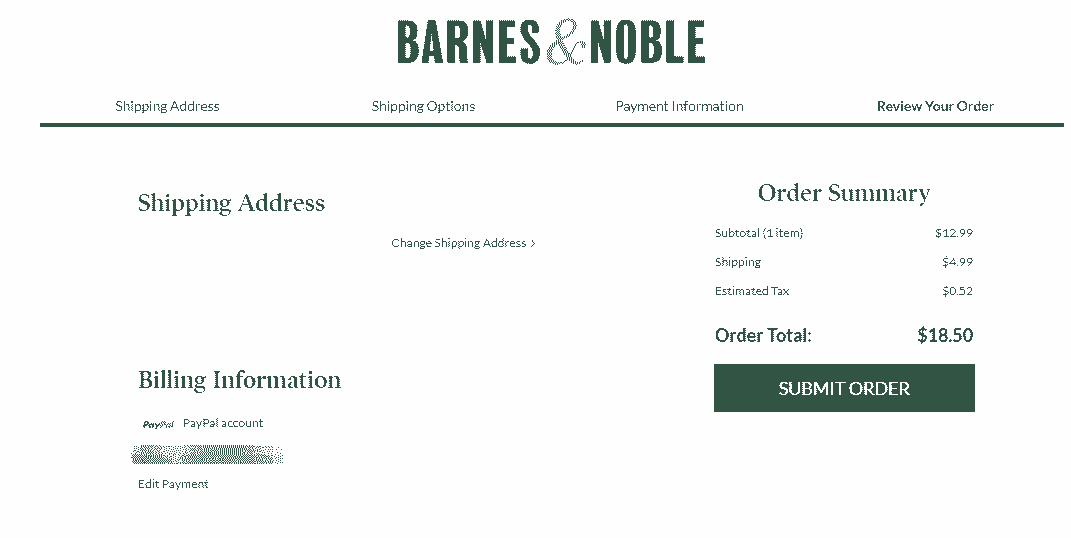 BARNES & NOBLE
Shipping Address
Shipping Options
Payment Information
Review Your Order
Shipping Address
Change Shipping Address >
Billing Information
PayPal PayPal account
Edit Payment
Order Summary
Subtotal (1 item) $12.99
Shipping $4.99
Estimated Tax $0.52
Order Total: $18.50
SUBMIT ORDER